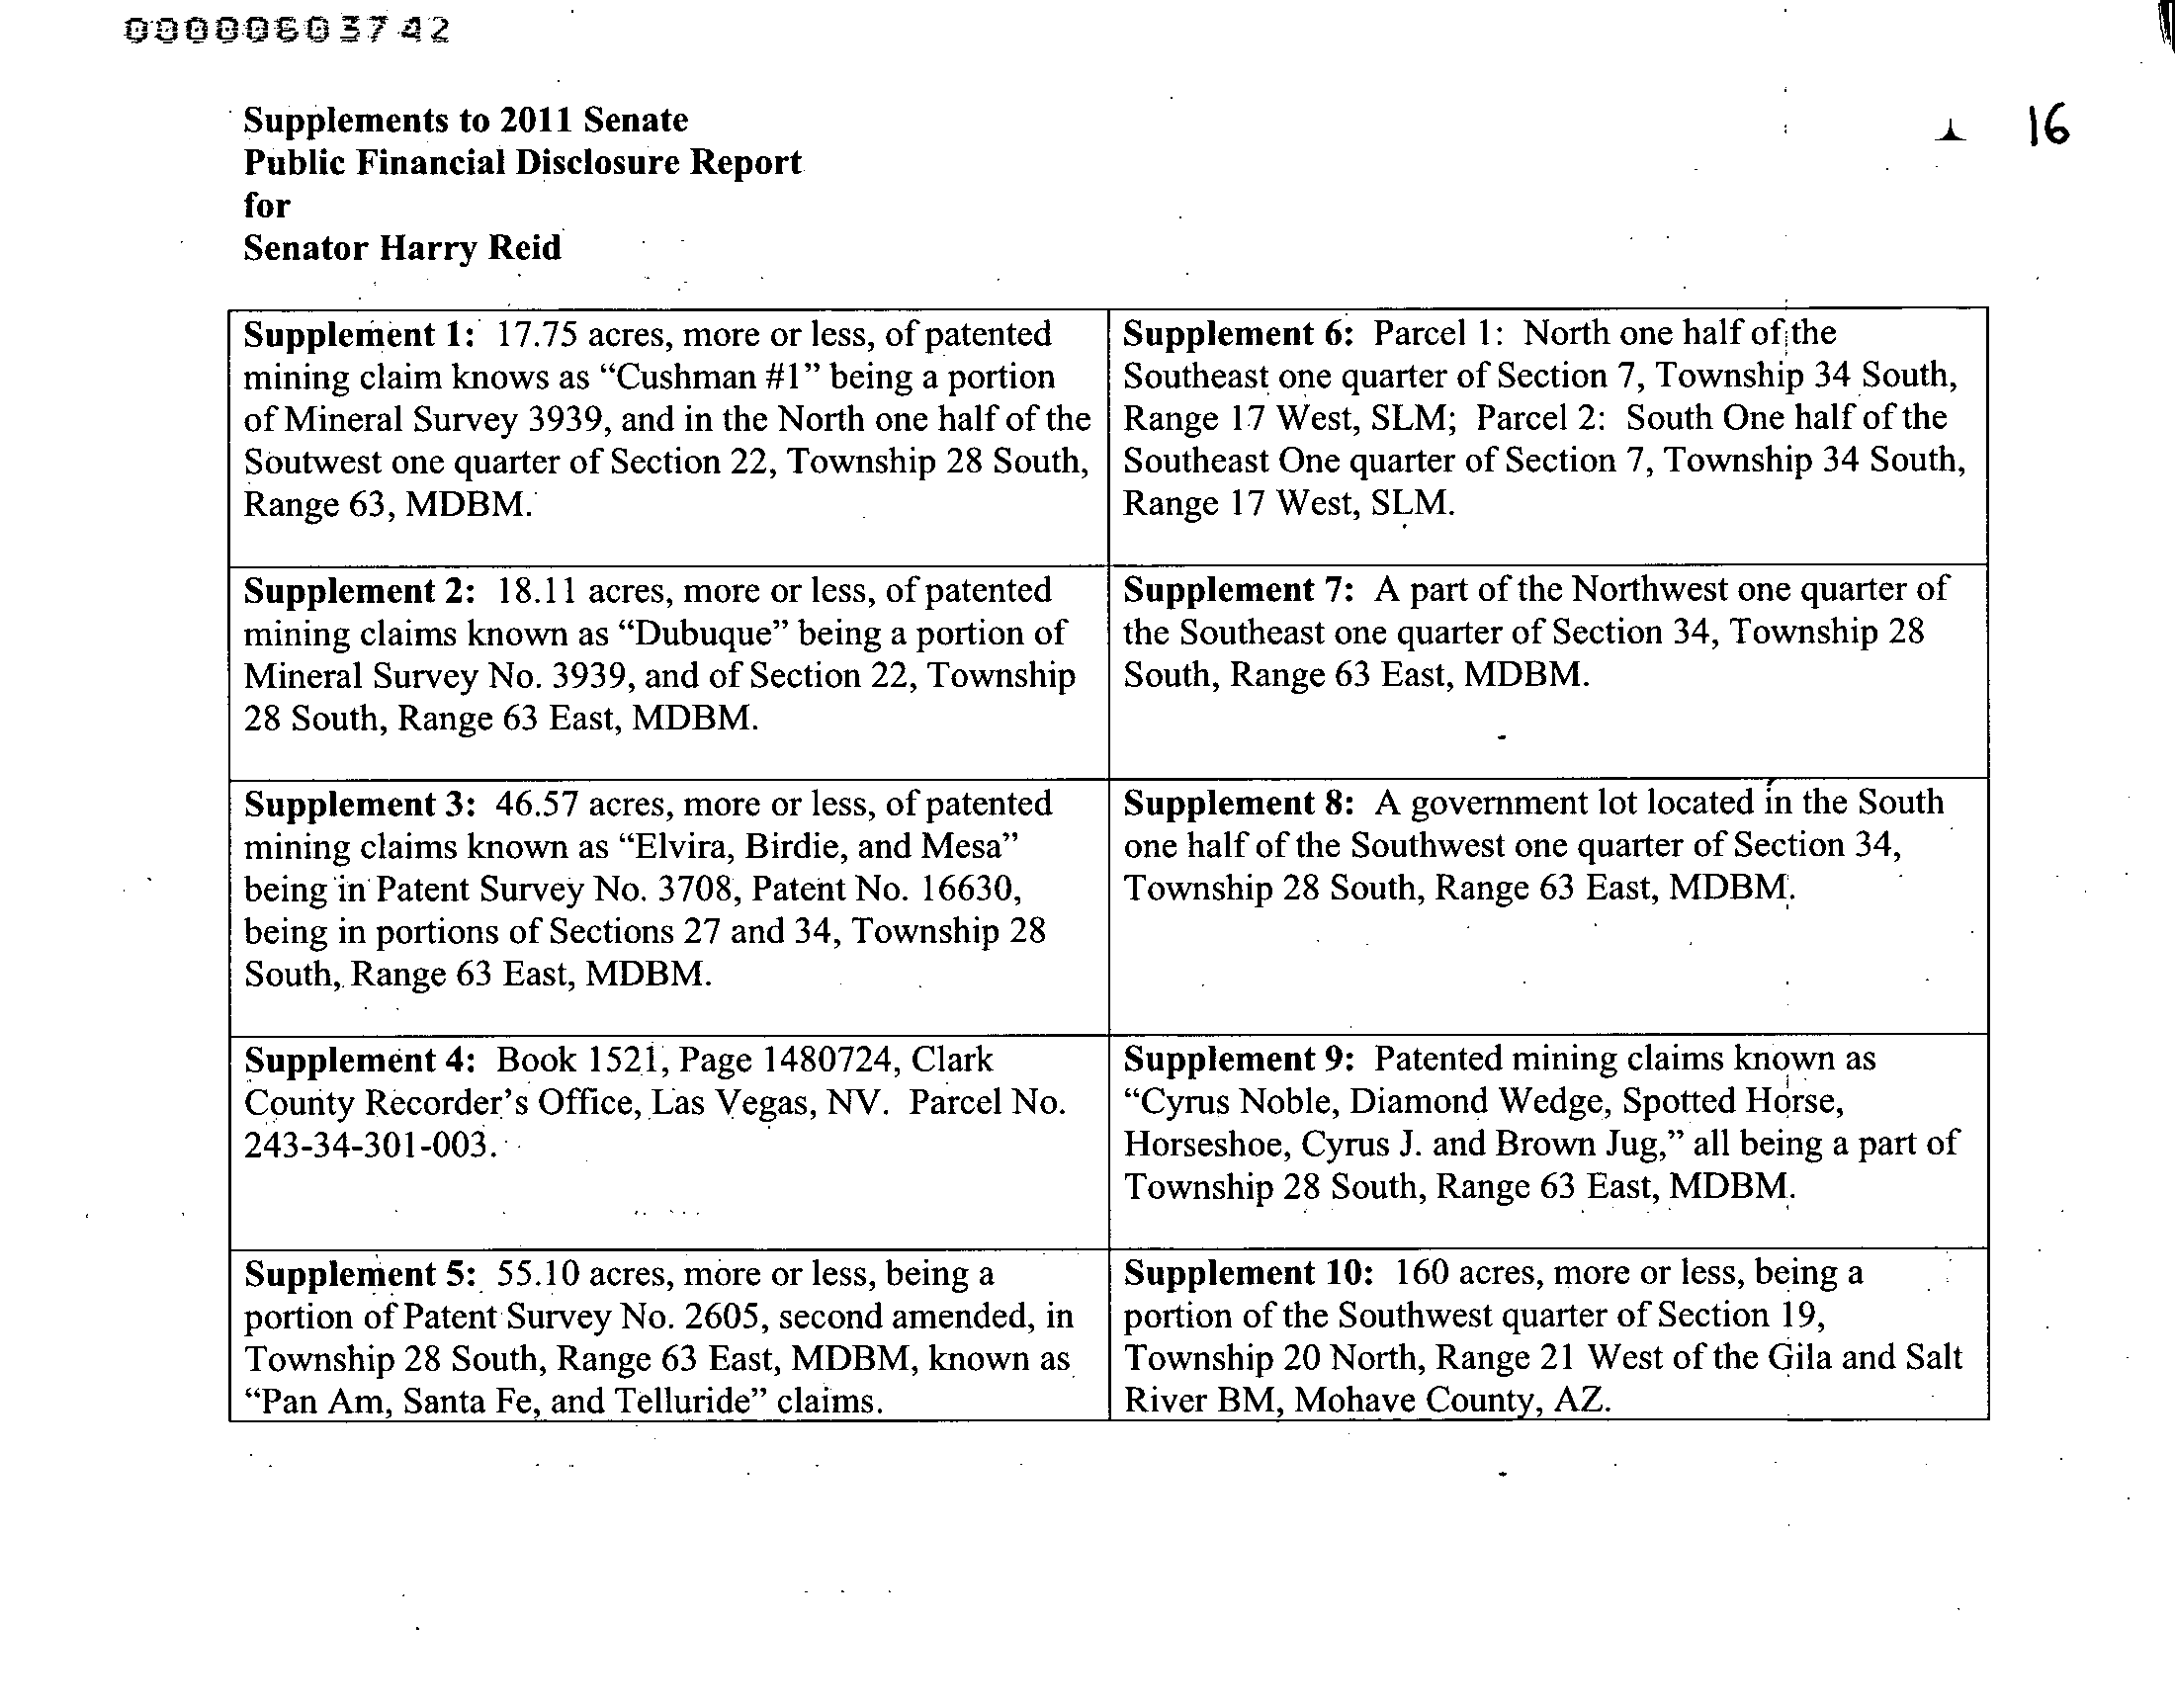 00000603742
16
Supplements to 2011 Senate
Public Financial Disclosure Report
for
Senator Harry Reid
Supplement 1: 17.75 acres, more or less, of patented
mining claim knows as “Cushman #1” being a portion
of Mineral Survey 3939, and in the North one half of the
Soutwest one quarter of Section 22, Township 28 South,
Range 63, MDBM.
Supplement 6: Parcel 1: North one half of the
Southeast one quarter of Section 7, Township 34 South,
Range 17 West, SLM; Parcel 2: South One half of the
Southeast One quarter of Section 7, Township 34 South,
Range 17 West, SLM.
Supplement 2: 18.11 acres, more or less, of patented
mining claims known as “Dubuque” being a portion of
Mineral Survey No. 3939, and of Section 22, Township
28 South, Range 63 East, MDBM.
Supplement 7: A part of the Northwest one quarter of
the Southeast one quarter of Section 34, Township 28
South, Range 63 East, MDBM.
Supplement 3: 46.57 acres, more or less, of patented
mining claims known as “Elvira, Birdie, and Mesa”
being in Patent Survey No. 3708, Patent No. 16630,
being in portions of Sections 27 and 34, Township 28
South, Range 63 East, MDBM.
Supplement 8: A government lot located in the South
one half of the Southwest one quarter of Section 34,
Township 28 South, Range 63 East, MDBM.
Supplement 4: Book 1521, Page 1480724, Clark
County Recorder’s Office, Las Vegas, NV. Parcel No.
243-34-301-003.
Supplement 9: Patented mining claims known as
“Cyrus Noble, Diamond Wedge, Spotted Horse,
Horseshoe, Cyrus J. and Brown Jug,” all being a part of
Township 28 South, Range 63 East, MDBM.
Supplement 5: 55.10 acres, more or less, being a
portion of Patent Survey No. 2605, second amended, in
Township 28 South, Range 63 East, MDBM, known as
“Pan Am, Santa Fe, and Telluride” claims.
Supplement 10: 160 acres, more or less, being a
portion of the Southwest quarter of Section 19,
Township 20 North, Range 21 West of the Gila and Salt
River BM, Mohave County, AZ.